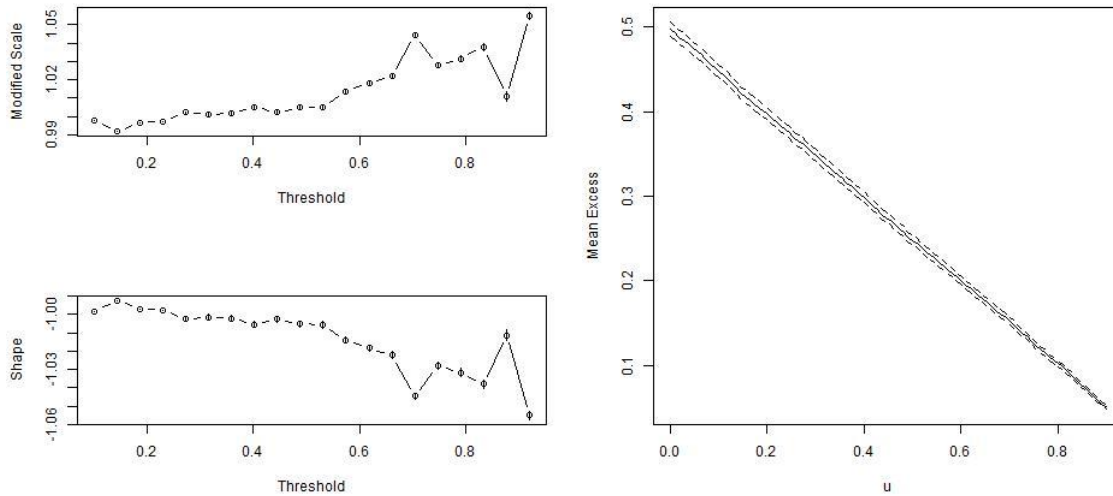 Modified Scale
0.99 1.02 1.05
0.2 0.4 0.6 0.8
Threshold
Shape
-1.06 -1.03 -1.00
0.2 0.4 0.6 0.8
Threshold
Mean Excess
0.1 0.2 0.3 0.4 0.5
0.0 0.2 0.4 0.6 0.8
u